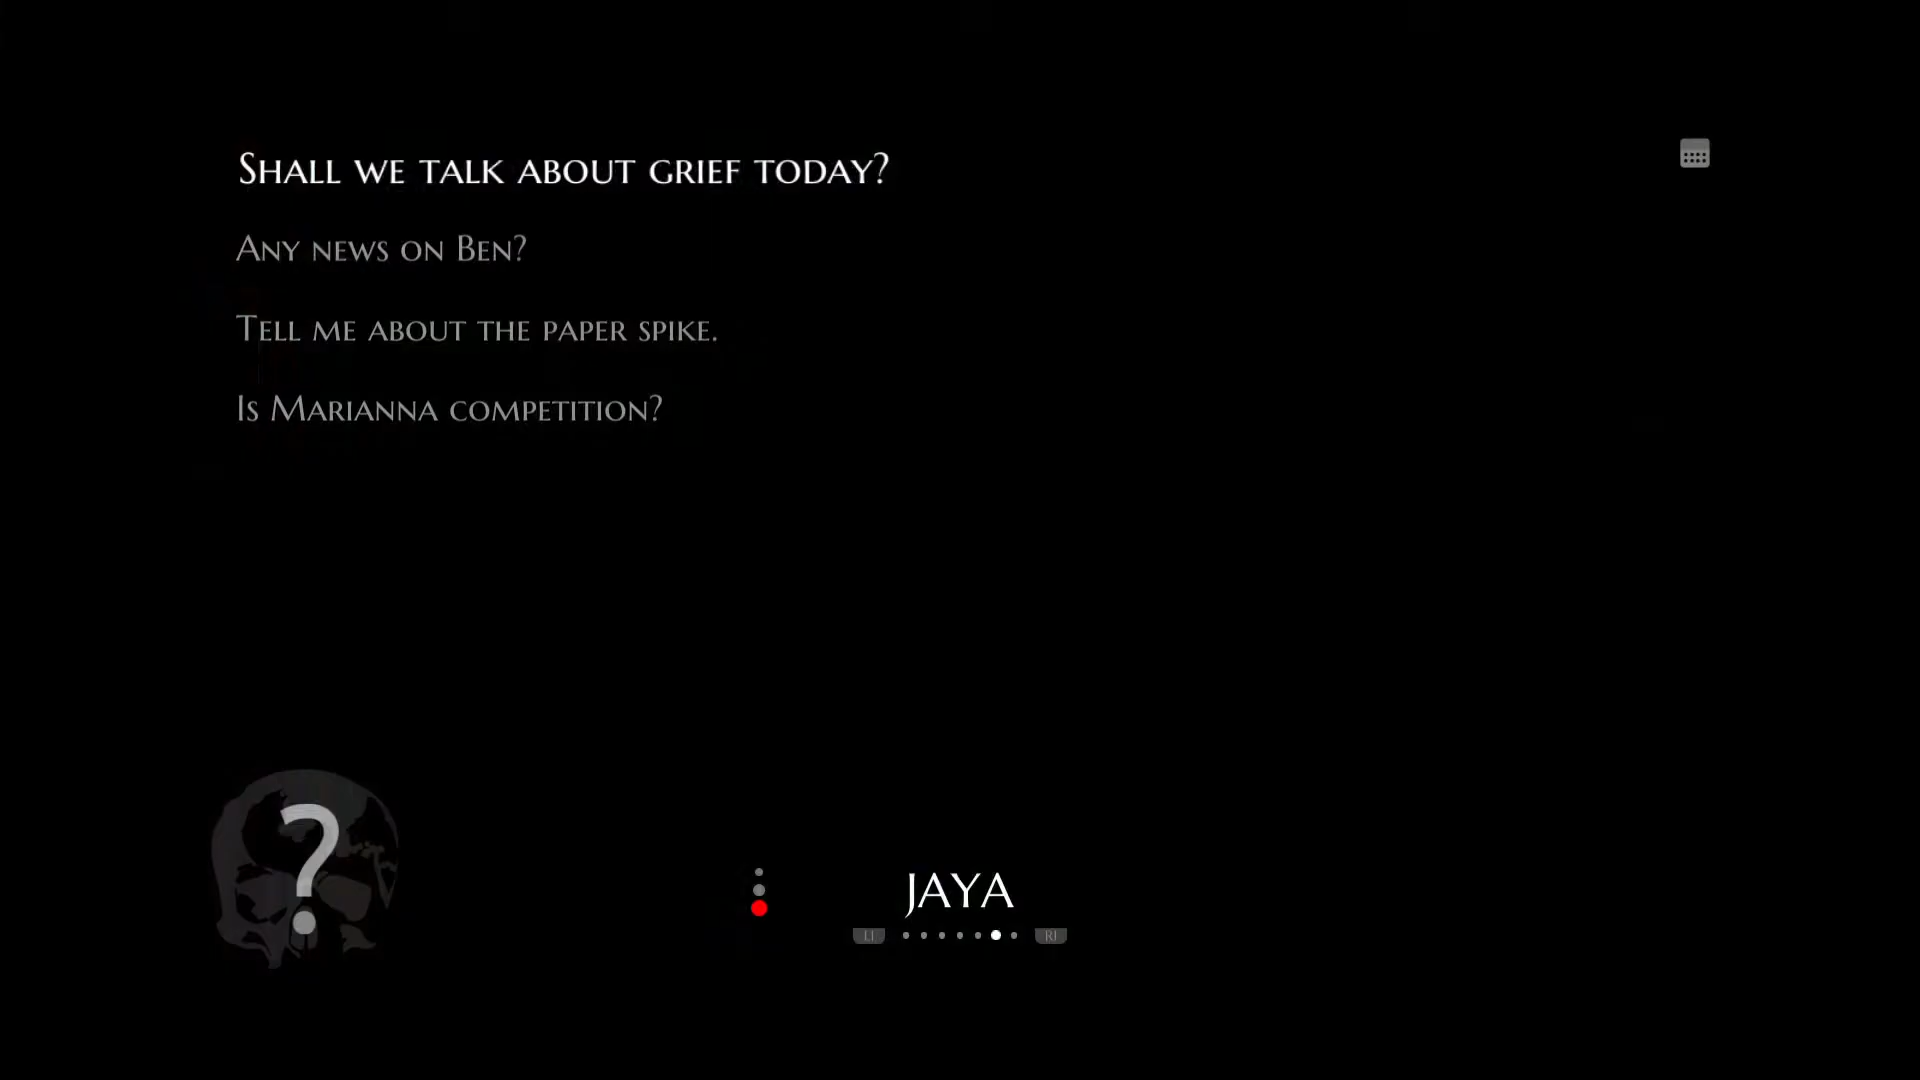 Shall we talk about grief today?
Any news on Ben?
Tell me about the paper spike.
Is Marianna competition?
?
JAYA
L1 R1